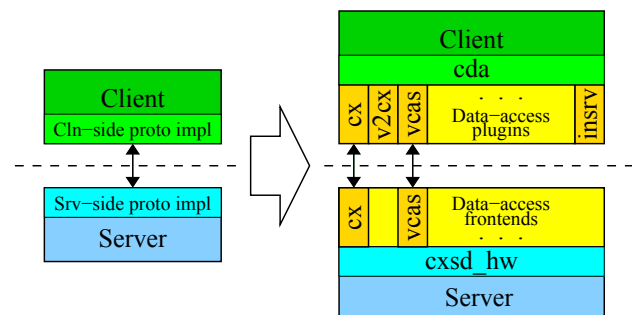 Client
Cln-side proto impl
Srv-side proto impl
Server
Client
cda
cx
v2cx
vcas
. . .
Data-access
plugins
insrv
cx
vcas
Data-access
frontends
. . .
cxsd_hw
Server